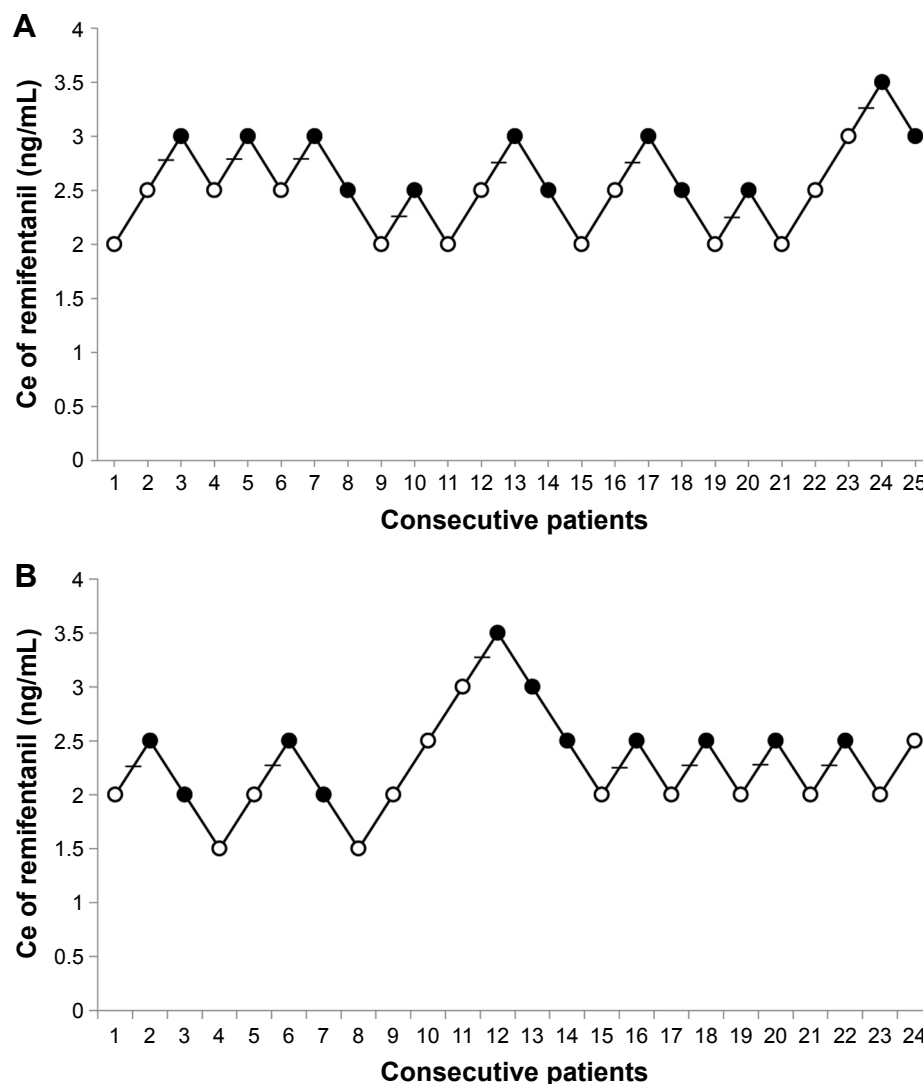 A
Ce of remifentanil (ng/mL)
4
3.5
3
2.5
2
1.5
1
0.5
0
1 2 3 4 5 6 7 8 9 10 11 12 13 14 15 16 17 18 19 20 21 22 23 24 25
Consecutive patients
B
Ce of remifentanil (ng/mL)
4
3.5
3
2.5
2
1.5
1
0.5
0
1 2 3 4 5 6 7 8 9 10 11 12 13 14 15 16 17 18 19 20 21 22 23 24
Consecutive patients